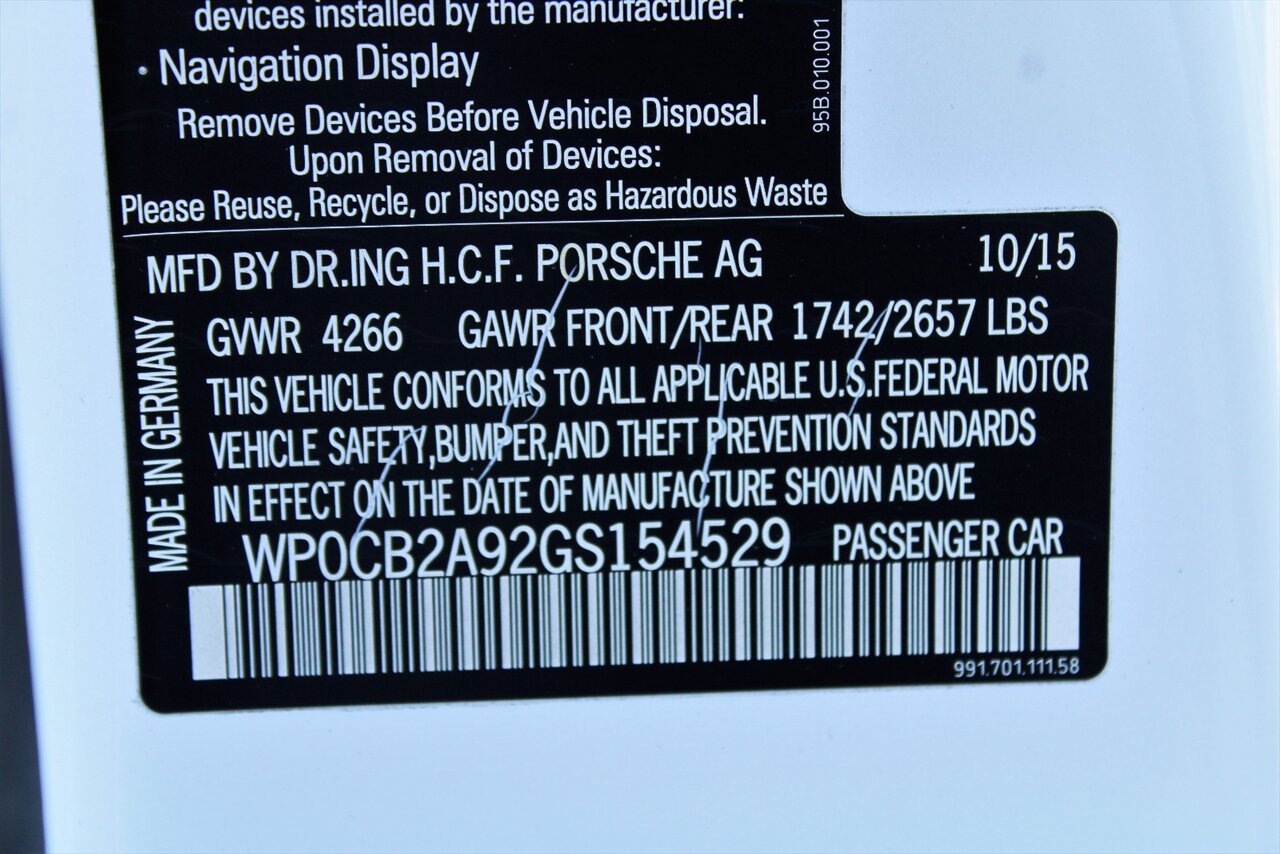 devices installed by the manufacturer:
· Navigation Display
Remove Devices Before Vehicle Disposal.
Upon Removal of Devices:
Please Reuse, Recycle, or Dispose as Hazardous Waste
95B.010.001
MFD BY DR.ING H.C.F. PORSCHE AG 10/15
GVWR 4266 GAWR FRONT/REAR 1742/2657 LBS
THIS VEHICLE CONFORMS TO ALL APPLICABLE U.S.FEDERAL MOTOR
VEHICLE SAFETY,BUMPER,AND THEFT PREVENTION STANDARDS
IN EFFECT ON THE DATE OF MANUFACTURE SHOWN ABOVE
WP0CB2A92GS154529 PASSENGER CAR
MADE IN GERMANY
991.701.111.58